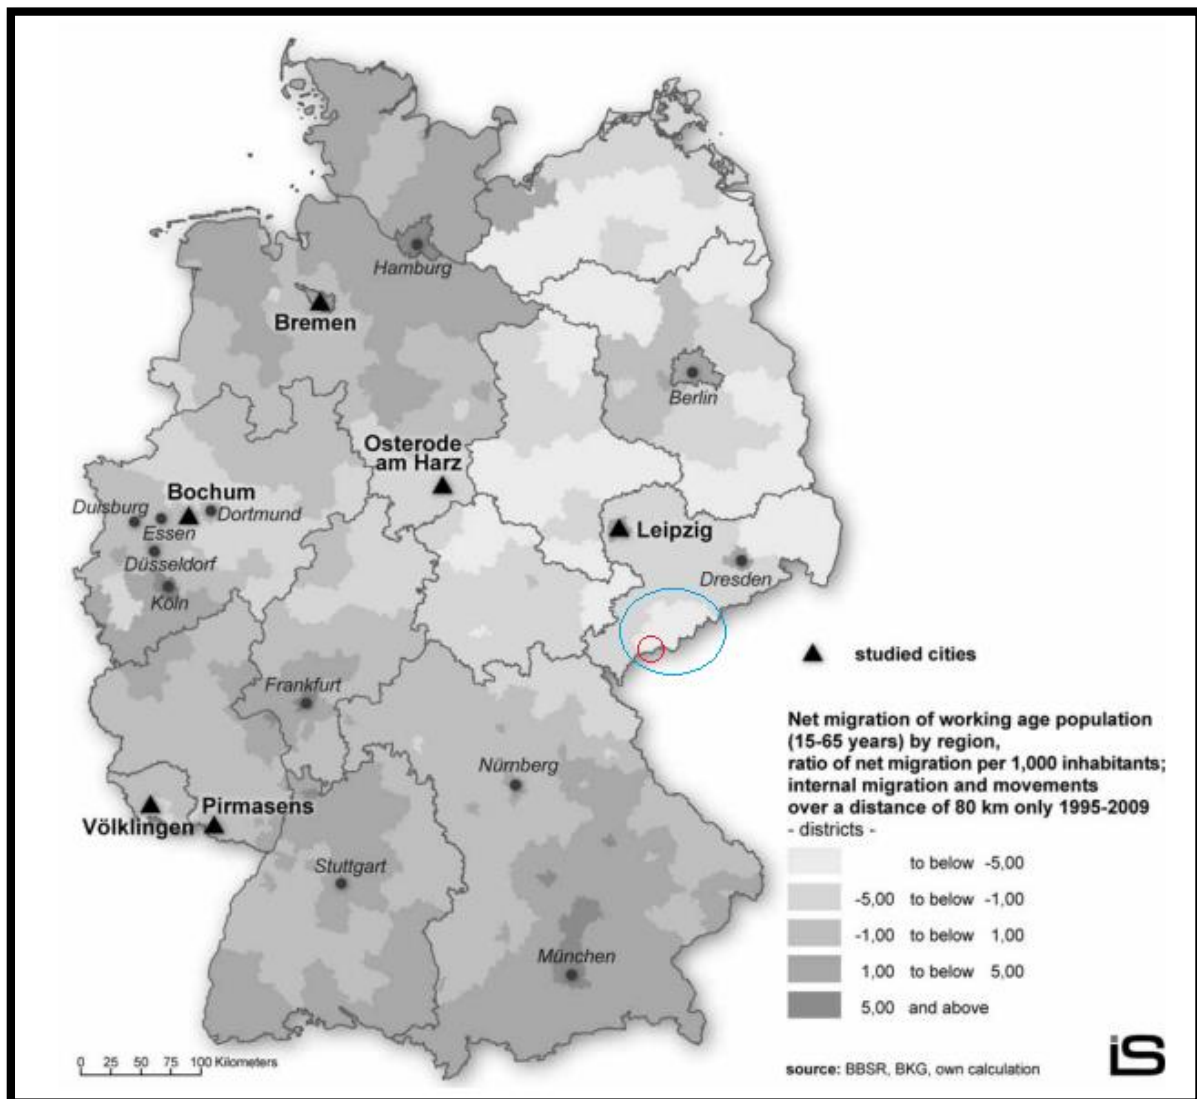 Hamburg
Bremen
Berlin
Osterode
am Harz
Bochum
Duisburg
Dortmund
Essen
Leipzig
Düsseldorf
Dresden
Köln
studied cities
Frankfurt
Net migration of working age population
(15-65 years) by region,
ratio of net migration per 1,000 inhabitants;
internal migration and movements
over a distance of 80 km only 1995-2009
- districts -
Nürnberg
Pirmasens
Völklingen
Stuttgart
München
to below -5,00
-5,00 to below -1,00
-1,00 to below 1,00
1,00 to below 5,00
5,00 and above
0 25 50 75 100 Kilometers
source: BBSR, BKG, own calculation
iS